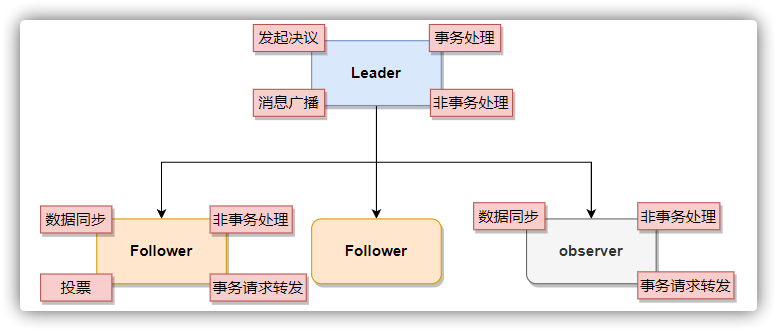 发起决议
事务处理
Leader
消息广播
非事务处理
数据同步
非事务处理
Follower
投票
事务请求转发
Follower
数据同步
非事务处理
observer
事务请求转发